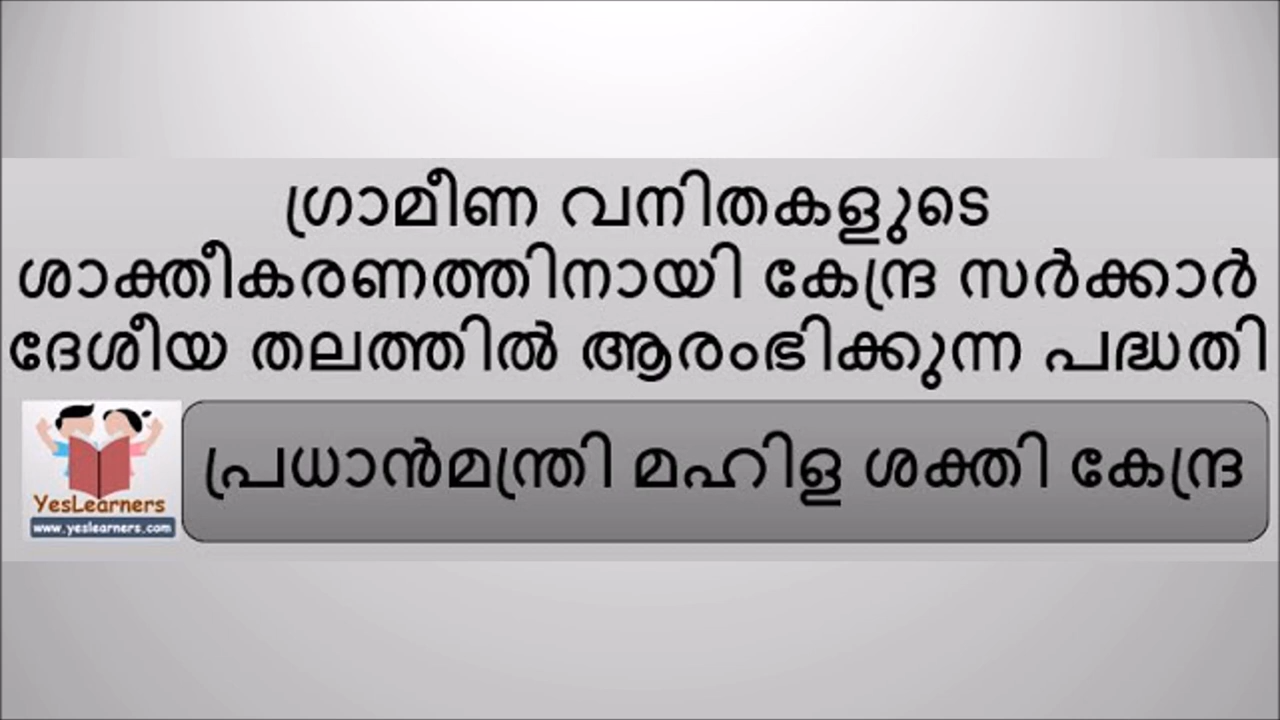 ഗ്രാമീണ വനിതകളുടെ
ശാക്തീകരണത്തിനായി കേന്ദ്ര സർക്കാർ
ദേശീയ തലത്തിൽ ആരംഭിക്കുന്ന പദ്ധതി
പ്രധാൻമന്ത്രി മഹിള ശക്തി കേന്ദ്ര
YesLearners
www.yeslearners.com